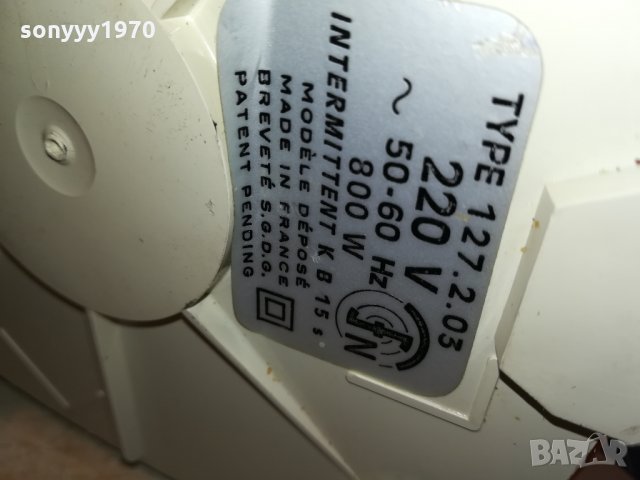 sonyyy1970
TYPE 127.2.03
220 V
~ 50-60 Hz
800 W
INTERMITTENT K B 15 s
MODÈLE DÉPOSÉ
MADE IN FRANCE
BREVETÉ S.G.D.G.
PATENT PENDING
N
BAZAR